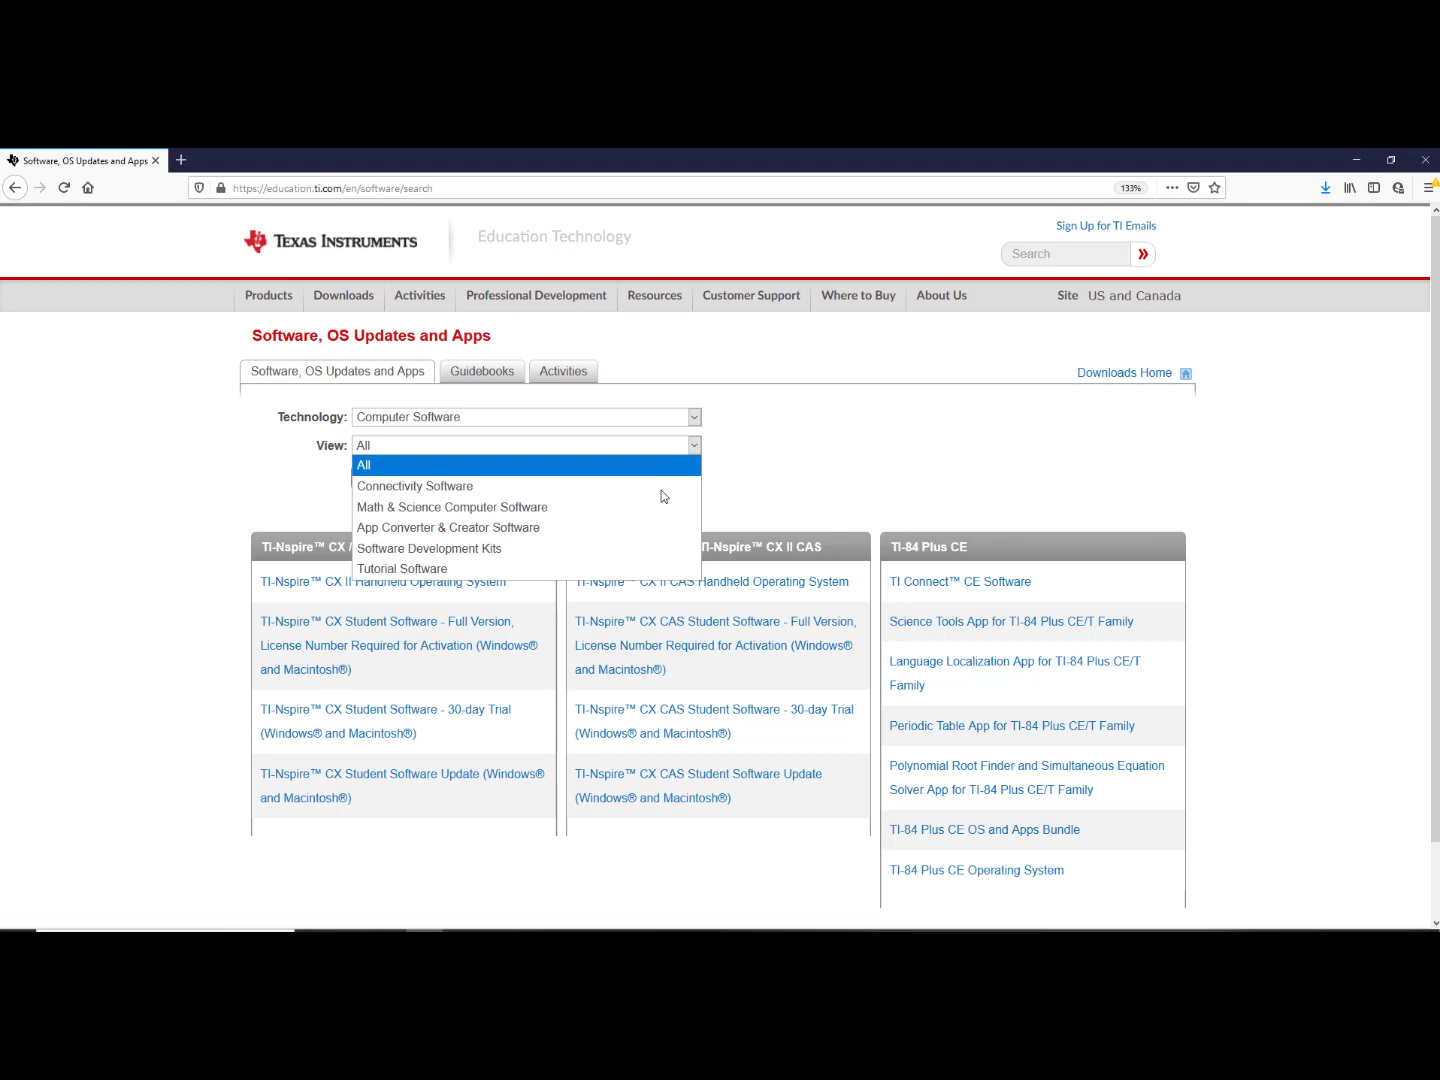 Software, OS Updates and Apps
https://education.ti.com/en/software/search
133%
Sign Up for TI Emails
TEXAS INSTRUMENTS
Education Technology
Search
Products
Downloads
Activities
Professional Development
Resources
Customer Support
Where to Buy
About Us
Site US and Canada
Software, OS Updates and Apps
Software, OS Updates and Apps
Guidebooks
Activities
Downloads Home
Technology: Computer Software
View: All
All
Connectivity Software
Math & Science Computer Software
App Converter & Creator Software
Software Development Kits
Tutorial Software
TI-Nspire™ CX /
TI-Nspire™ CX II Handheld Operating System
TI-Nspire™ CX Student Software - Full Version,
License Number Required for Activation (Windows®
and Macintosh®)
TI-Nspire™ CX Student Software - 30-day Trial
(Windows® and Macintosh®)
TI-Nspire™ CX Student Software Update (Windows®
and Macintosh®)
TI-Nspire™ CX II CAS
TI-Nspire™ CX II CAS Handheld Operating System
TI-Nspire™ CX CAS Student Software - Full Version,
License Number Required for Activation (Windows®
and Macintosh®)
TI-Nspire™ CX CAS Student Software - 30-day Trial
(Windows® and Macintosh®)
TI-Nspire™ CX CAS Student Software Update
(Windows® and Macintosh®)
TI-84 Plus CE
TI Connect™ CE Software
Science Tools App for TI-84 Plus CE/T Family
Language Localization App for TI-84 Plus CE/T
Family
Periodic Table App for TI-84 Plus CE/T Family
Polynomial Root Finder and Simultaneous Equation
Solver App for TI-84 Plus CE/T Family
TI-84 Plus CE OS and Apps Bundle
TI-84 Plus CE Operating System